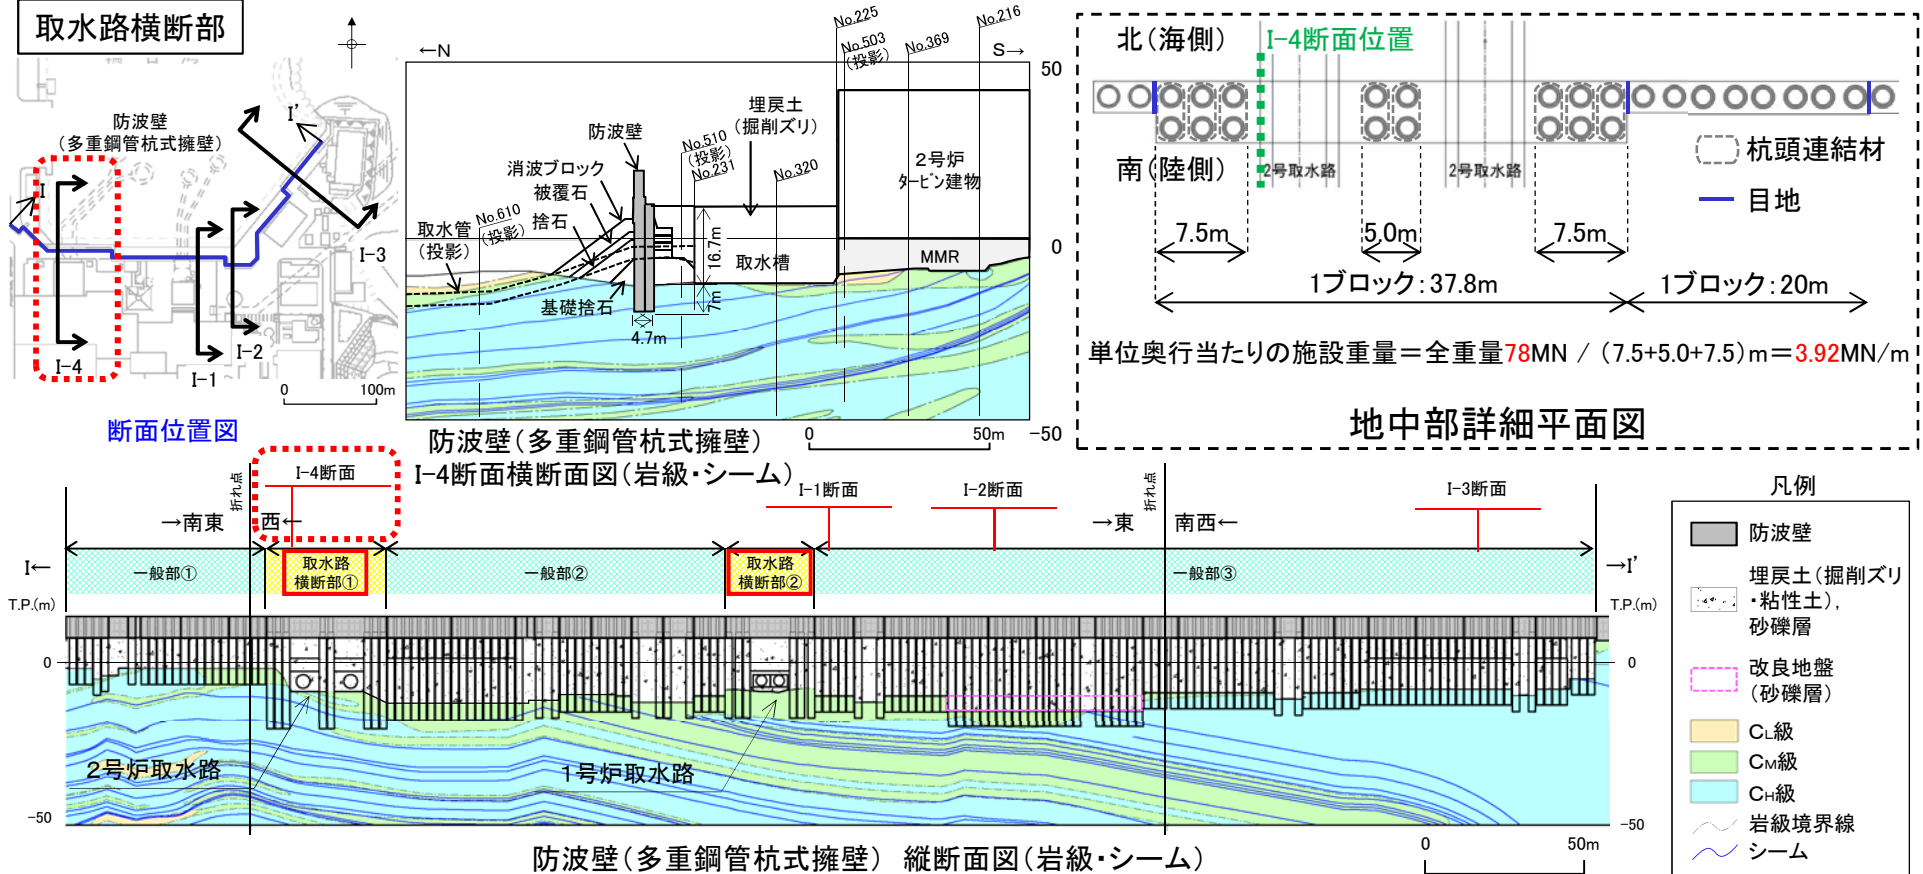 取水路横断部
防波壁
(多重鋼管杭式擁壁)
I
I'
I-4
I-1
I-2
I-3
0
100m
断面位置図
←N
S→
No.225
No.503
(投影)
No.369
No.216
50
0
-50
防波壁
消波ブロック
被覆石
捨石
取水管
(投影)
No.610
(投影)
No.510
(投影)
No.231
No.320
埋戻土
(掘削ズリ)
2号炉
タービン建物
MMR
取水槽
16.7m
7m
4.7m
基礎捨石
0
50m
防波壁(多重鋼管杭式擁壁)
I-4断面横断面図(岩級・シーム)
北(海側)
I-4断面位置
南(陸側)
2号取水路
2号取水路
杭頭連結材
目地
7.5m
5.0m
7.5m
1ブロック:37.8m
1ブロック:20m
単位奥行当たりの施設重量=全重量78MN / (7.5+5.0+7.5)m=3.92MN/m
地中部詳細平面図
折れ点
I-4断面
I-1断面
I-2断面
折れ点
I-3断面
→南東
西←
→東
南西←
I←
→I'
一般部①
取水路
横断部①
一般部②
取水路
横断部②
一般部③
T.P.(m)
T.P.(m)
0
0
-50
-50
2号炉取水路
1号炉取水路
0
50m
防波壁(多重鋼管杭式擁壁) 縦断面図(岩級・シーム)
凡例
防波壁
埋戻土(掘削ズリ
・粘性土),
砂礫層
改良地盤
(砂礫層)
CL級
CM級
CH級
岩級境界線
シーム